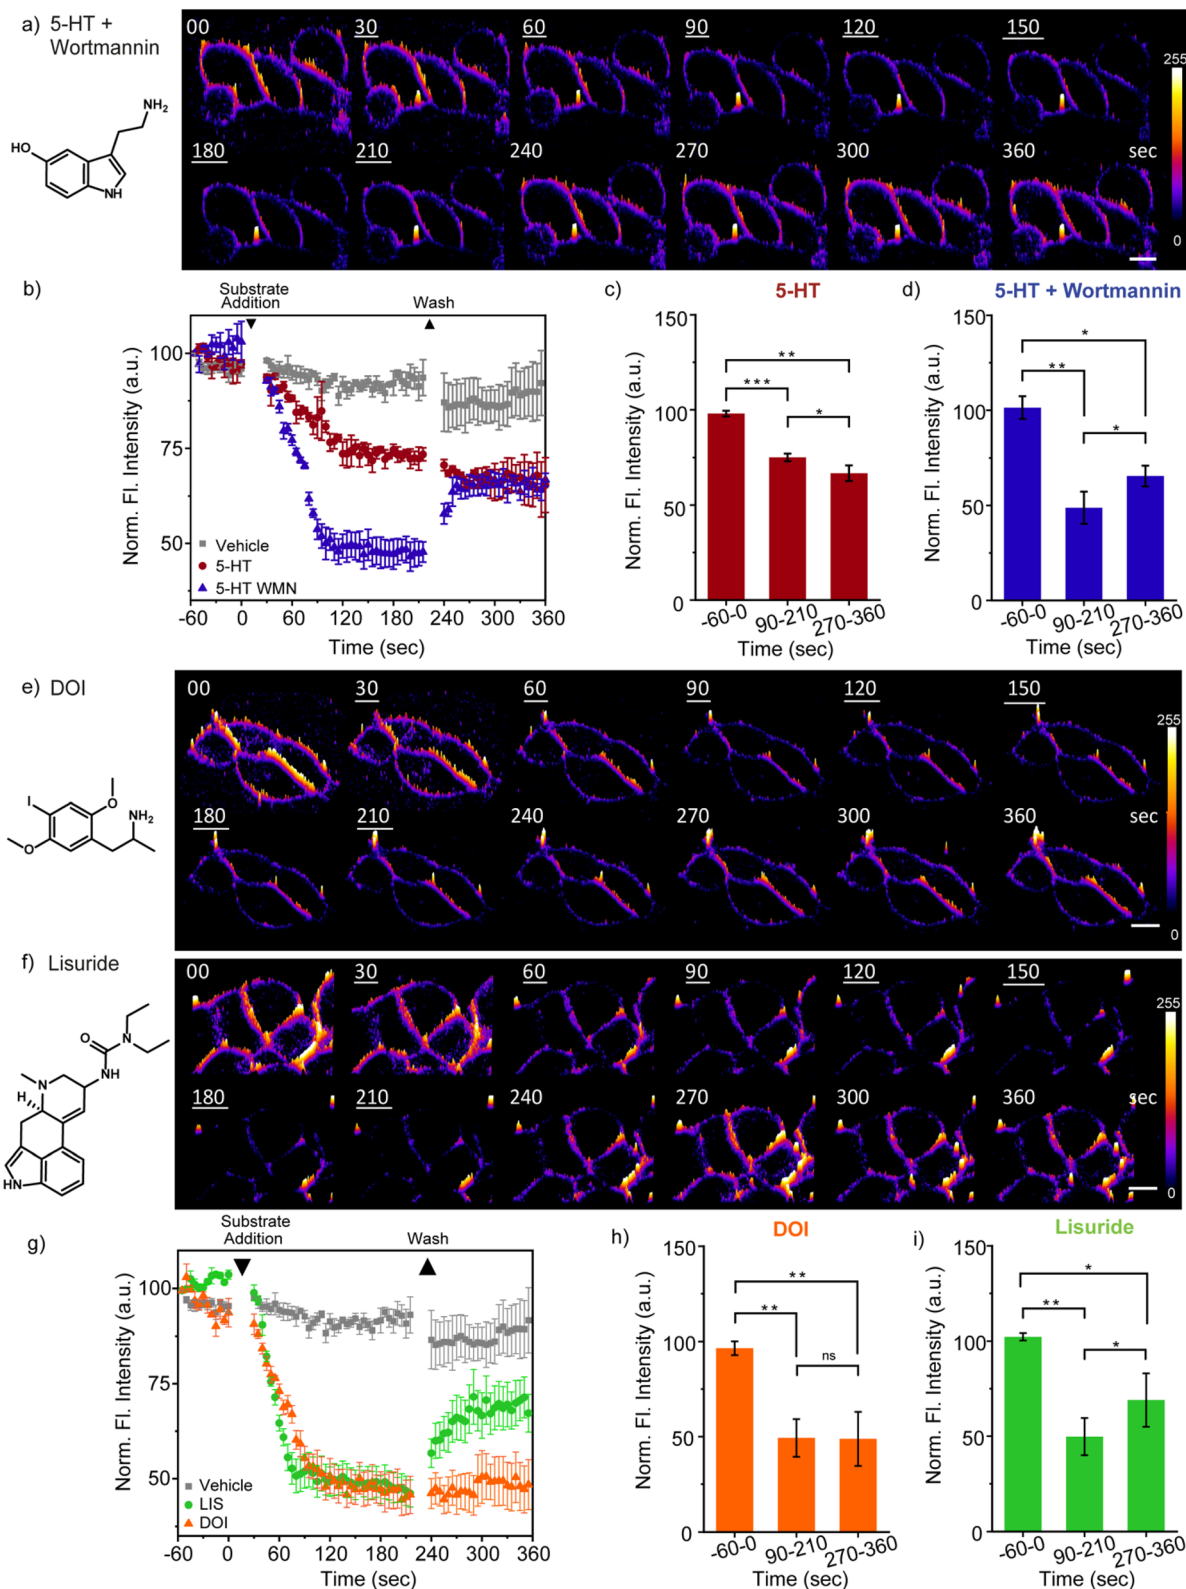 a) 5-HT +
Wortmannin
00 30 60 90 120 150
180 210 240 270 300 360 sec
255
0
NH2
HO
NH
b)
Substrate
Addition
Wash
Norm. Fl. Intensity (a.u.)
100
75
50
Vehicle
5-HT
5-HT WMN
-60 0 60 120 180 240 300 360
Time (sec)
c) 5-HT
Norm. Fl. Intensity (a.u.)
150
100
50
0
**
***
*
-60-0 90-210 270-360
Time (sec)
d) 5-HT + Wortmannin
Norm. Fl. Intensity (a.u.)
150
100
50
0
*
**
*
-60-0 90-210 270-360
Time (sec)
e) DOI
00 30 60 90 120 150
180 210 240 270 300 360 sec
255
0
I
O
NH2
O
f) Lisuride
00 30 60 90 120 150
180 210 240 270 300 360 sec
255
0
O
N
NH
N
H
HN
g)
Substrate
Addition
Wash
Norm. Fl. Intensity (a.u.)
100
75
50
Vehicle
LIS
DOI
-60 0 60 120 180 240 300 360
Time (sec)
h) DOI
Norm. Fl. Intensity (a.u.)
150
100
50
0
**
**
ns
-60-0 90-210 270-360
Time (sec)
i) Lisuride
Norm. Fl. Intensity (a.u.)
150
100
50
0
*
**
*
-60-0 90-210 270-360
Time (sec)